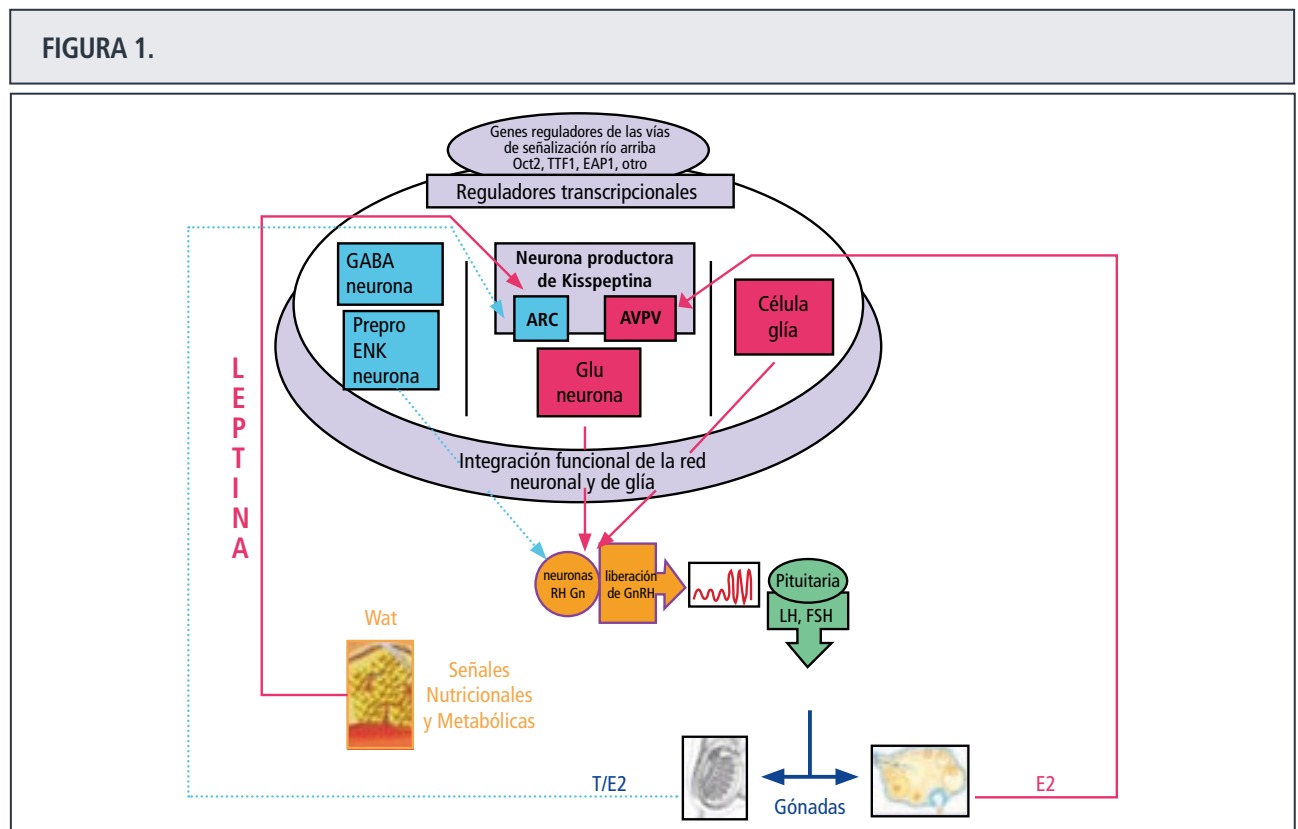 FIGURA 1.
Genes reguladores de las vías
de señalización río arriba
Oct2, TTF1, EAP1, otro
Reguladores transcripcionales
GABA
neurona
Prepro
ENK
neurona
Neurona productora
de Kisspeptina
ARC
AVPV
Glu
neurona
Célula
glía
LEPTINA
Integración funcional de la red
neuronal y de glía
neuronas
RH Gn
liberación
de GnRH
Pituitaria
LH, FSH
Wat
Señales
Nutricionales
y Metabólicas
T/E2
Gónadas
E2